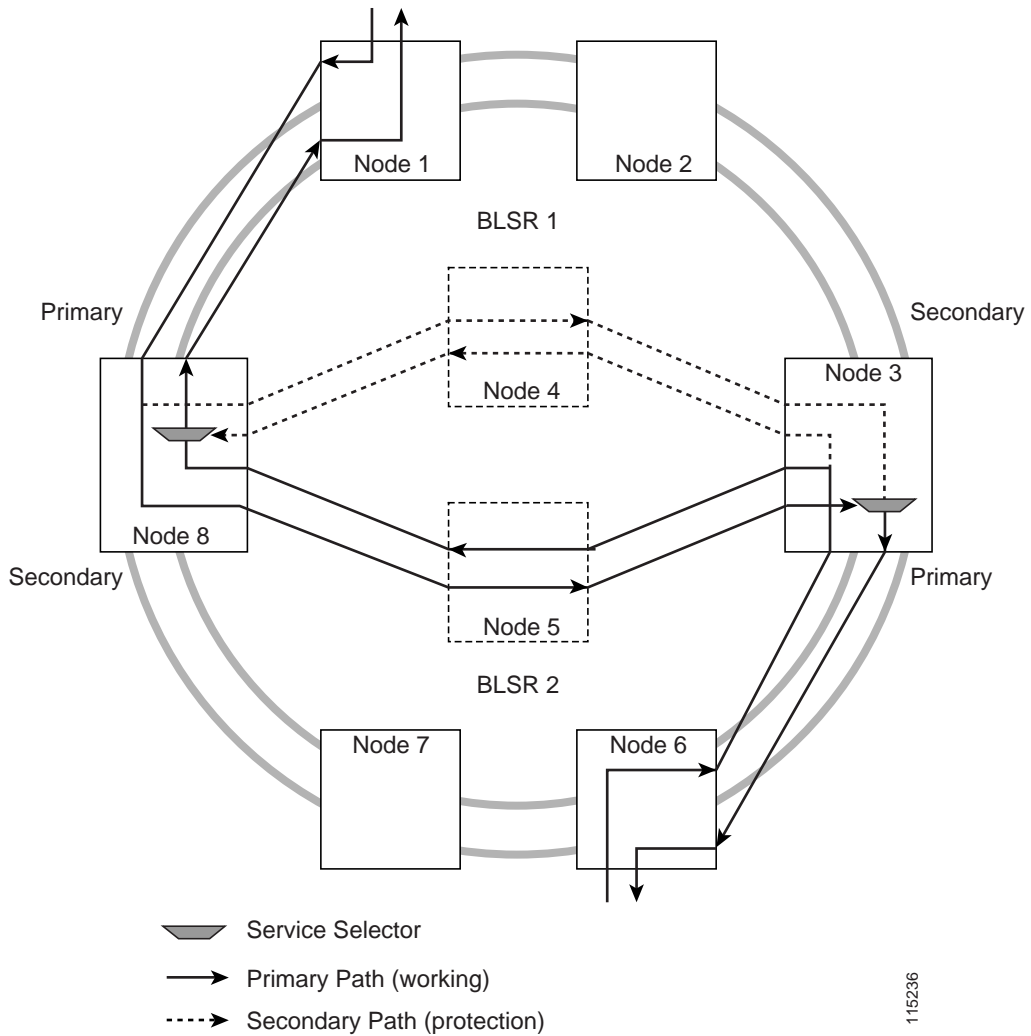 Node 1
Node 2
BLSR 1
Primary
Secondary
Node 3
Node 4
Node 8
Secondary
Primary
Node 5
BLSR 2
Node 7
Node 6
Service Selector
Primary Path (working)
Secondary Path (protection)
115236